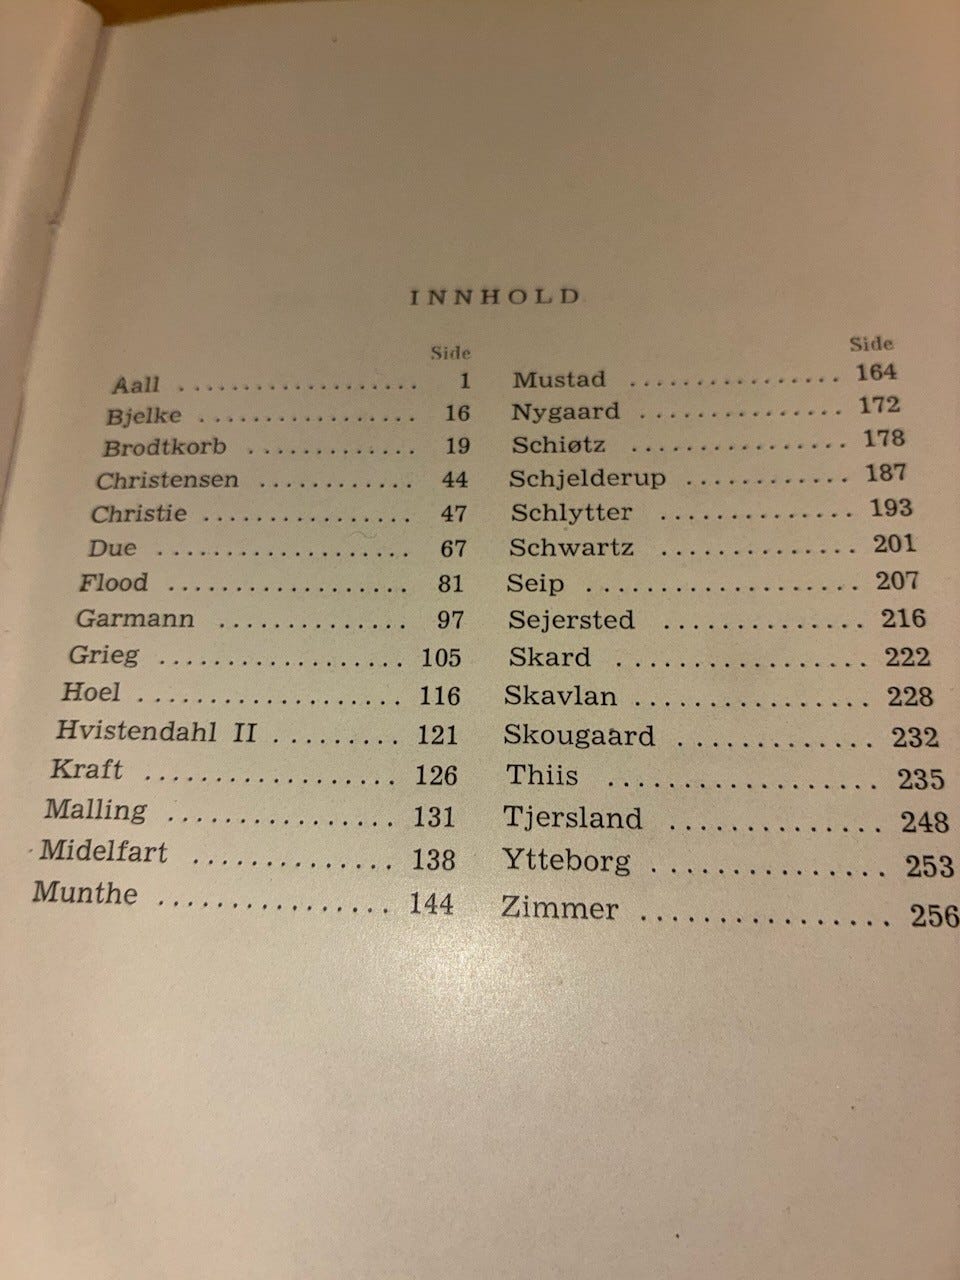 INNHOLD
Side
Aall .................. 1
Bjelke ................. 16
Brodtkorb ............. 19
Christensen ............ 44
Christie ................ 47
Due ................... 67
Flood .................. 81
Garmann .............. 97
Grieg ................... 105
Hoel .................... 116
Hvistendahl II ......... 121
Kraft ................... 126
Malling ................. 131
Midelfart .............. 138
Munthe ................ 144
Side
Mustad ................ 164
Nygaard ............... 172
Schiøtz ................ 178
Schjelderup ............ 187
Schlytter .............. 193
Schwartz .............. 201
Seip .................... 207
Sejersted .............. 216
Skard .................. 222
Skavlan ................ 228
Skougaard ............. 232
Thiis ................... 235
Tjersland .............. 248
Ytteborg ............... 253
Zimmer ............... 256